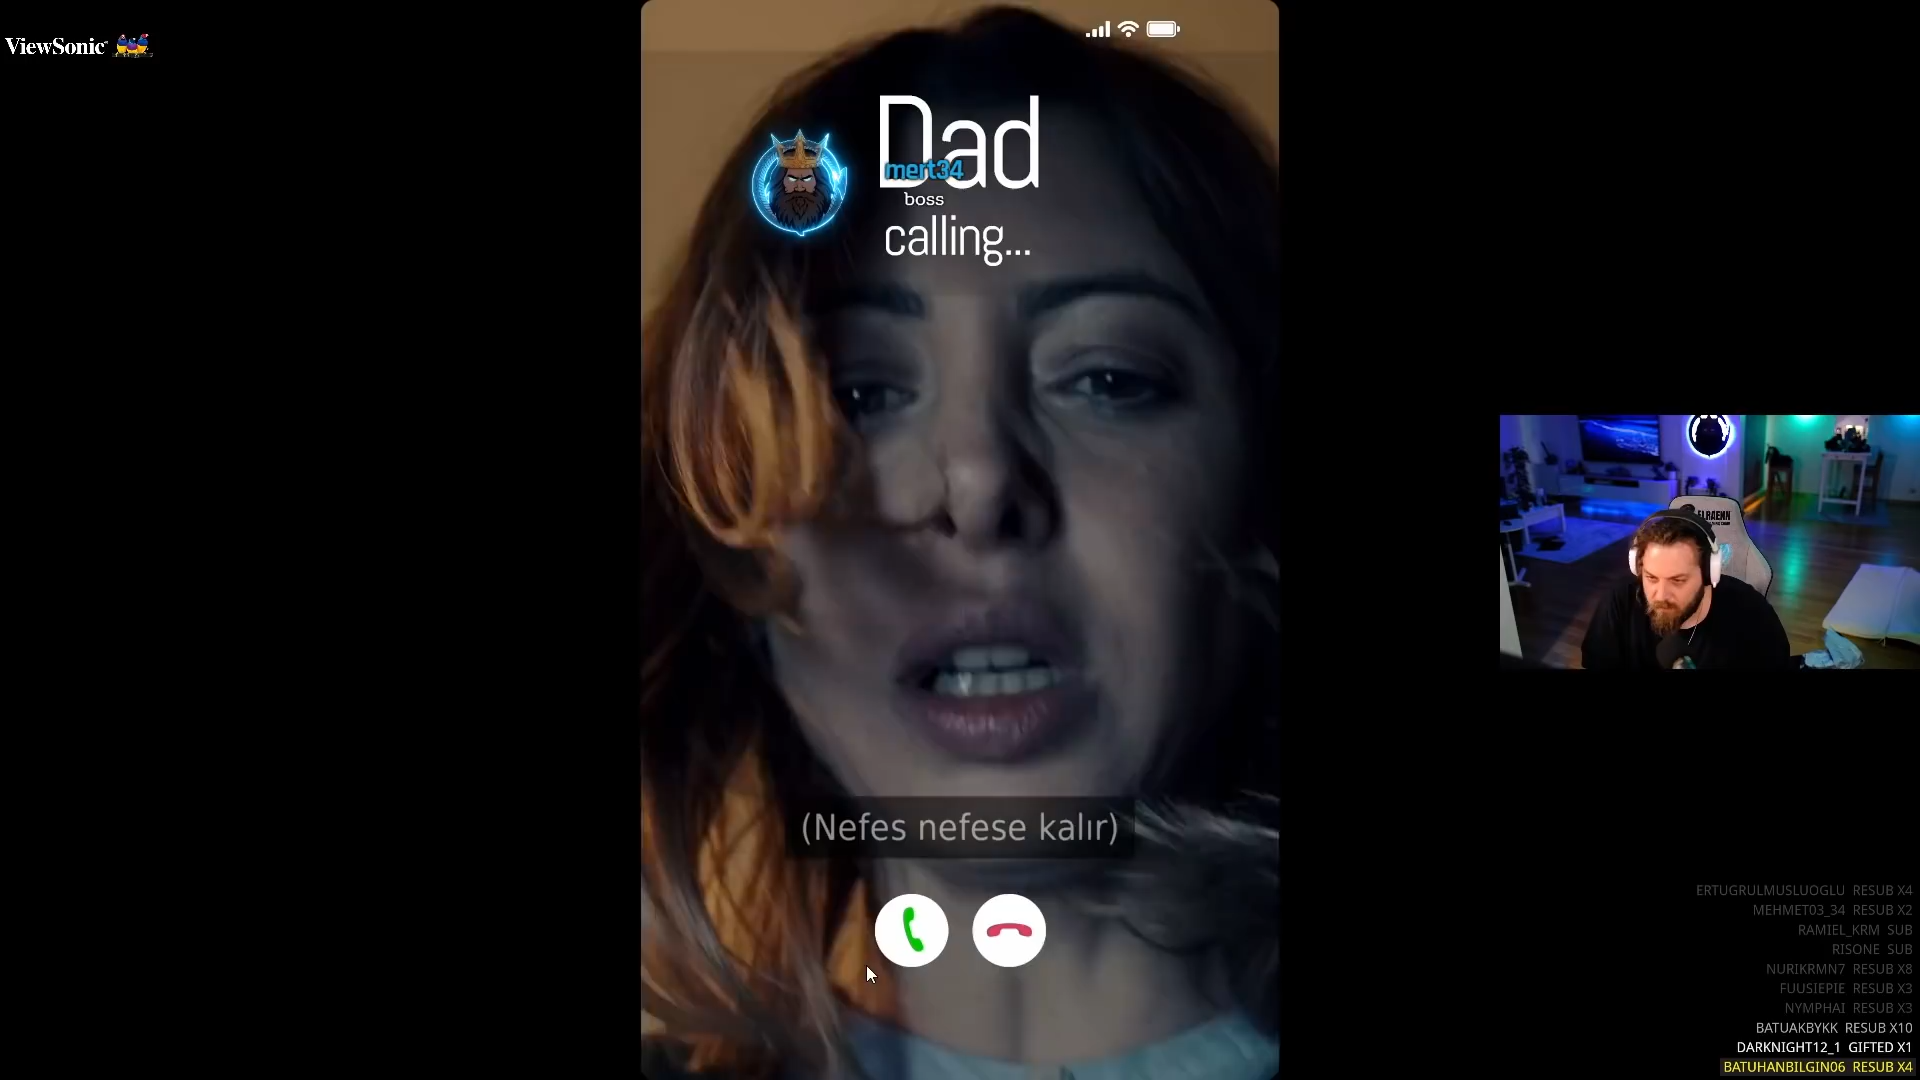 ViewSonic
Dad
mert34
boss
calling...
(Nefes nefese kalır)
ELRAENN
ERTUGRULMUSLUOGLU RESUB X4
MEHMET03_34 RESUB X2
RAMIEL_KRM SUB
RISONE SUB
NURIKRMN7 RESUB X8
FUUSIEPIE RESUB X3
NYMPHAI RESUB X3
BATUAKBYKK RESUB X10
DARKNIGHT12_1 GIFTED X1
BATUHANBILGIN06 RESUB X4